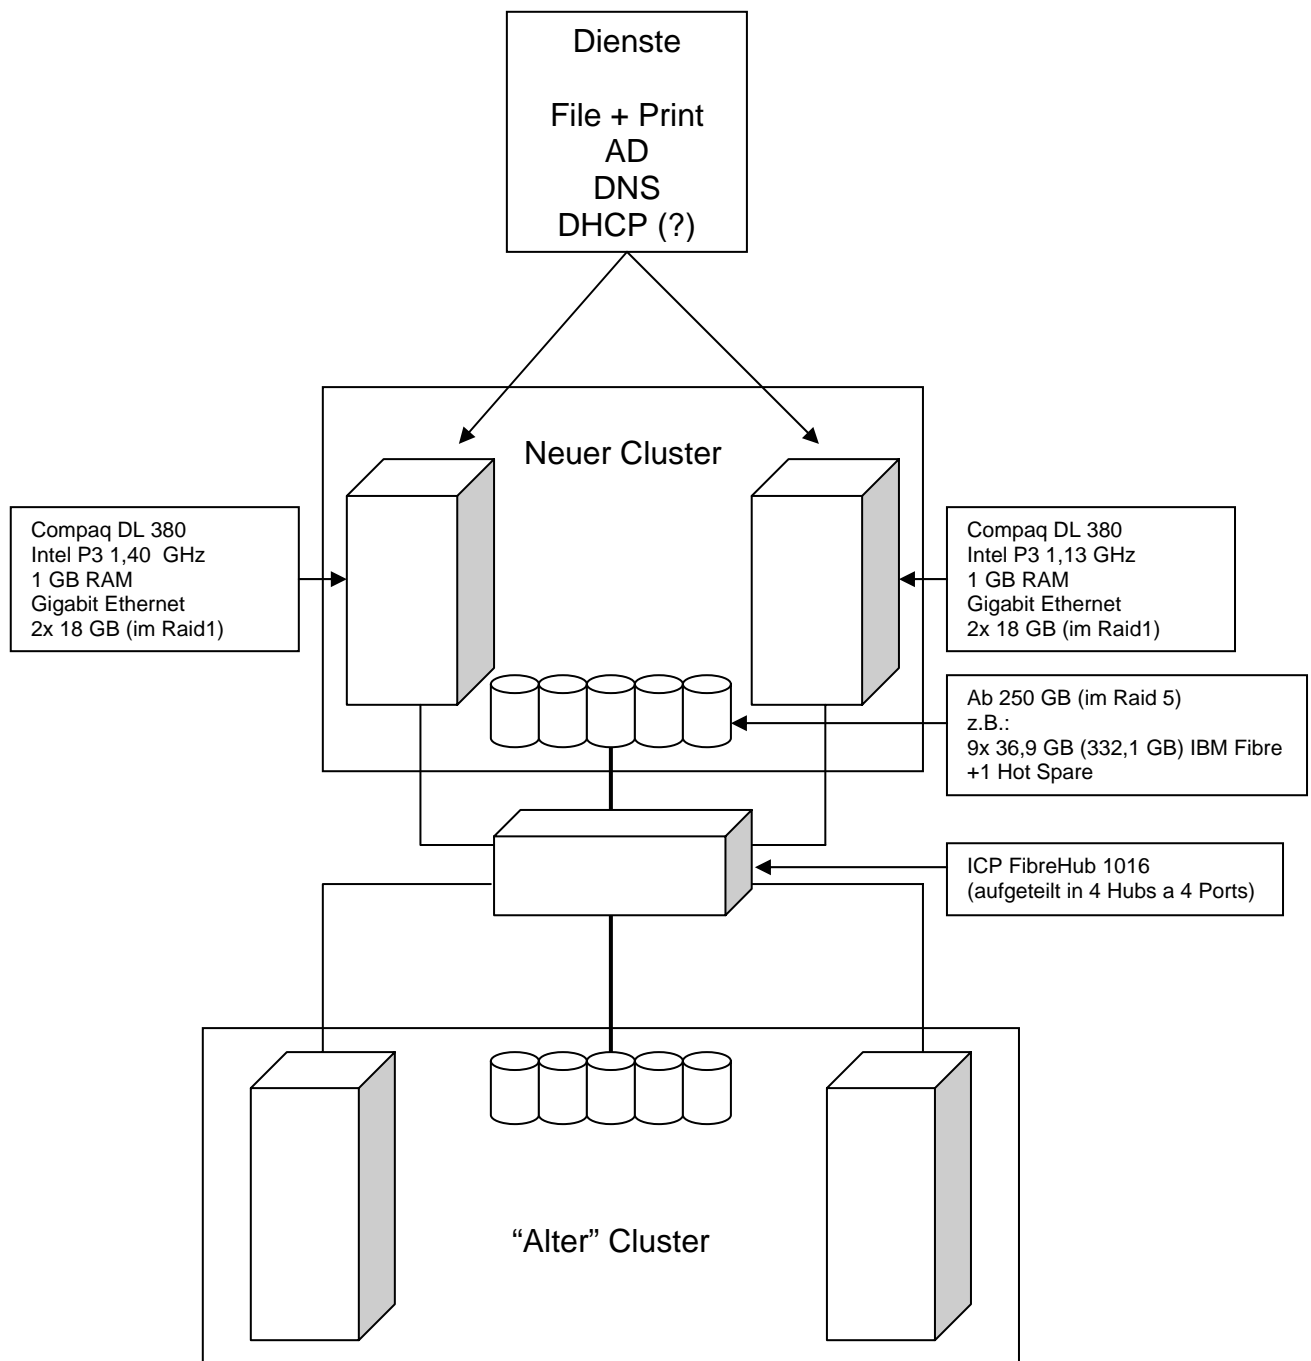 Dienste
File + Print
AD
DNS
DHCP (?)
Neuer Cluster
Compaq DL 380
Intel P3 1,40  GHz
1 GB RAM
Gigabit Ethernet
2x 18 GB (im Raid1)
Compaq DL 380
Intel P3 1,13 GHz
1 GB RAM
Gigabit Ethernet
2x 18 GB (im Raid1)
Ab 250 GB (im Raid 5)
z.B.:
9x 36,9 GB (332,1 GB) IBM Fibre
+1 Hot Spare
ICP FibreHub 1016
(aufgeteilt in 4 Hubs a 4 Ports)
“Alter” Cluster